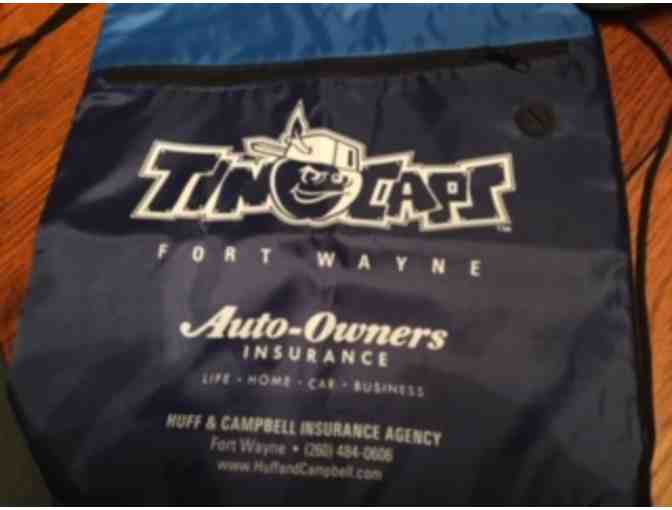 TINCAPS
™
FORT WAYNE
Auto-Owners
INSURANCE
LIFE • HOME • CAR • BUSINESS
HUFF & CAMPBELL INSURANCE AGENCY
Fort Wayne • (260) 484-0606
www.HuffandCampbell.com